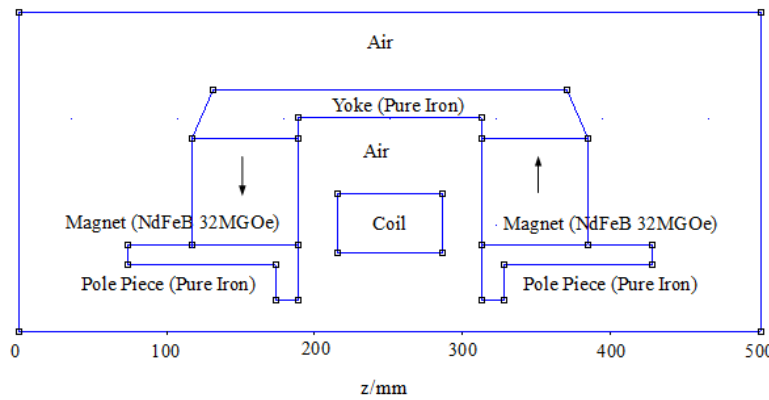 Air
Yoke (Pure Iron)
Air
Magnet (NdFeB 32MGOe)
Coil
Magnet (NdFeB 32MGOe)
Pole Piece (Pure Iron)
Pole Piece (Pure Iron)
0 100 200 300 400 500
z/mm